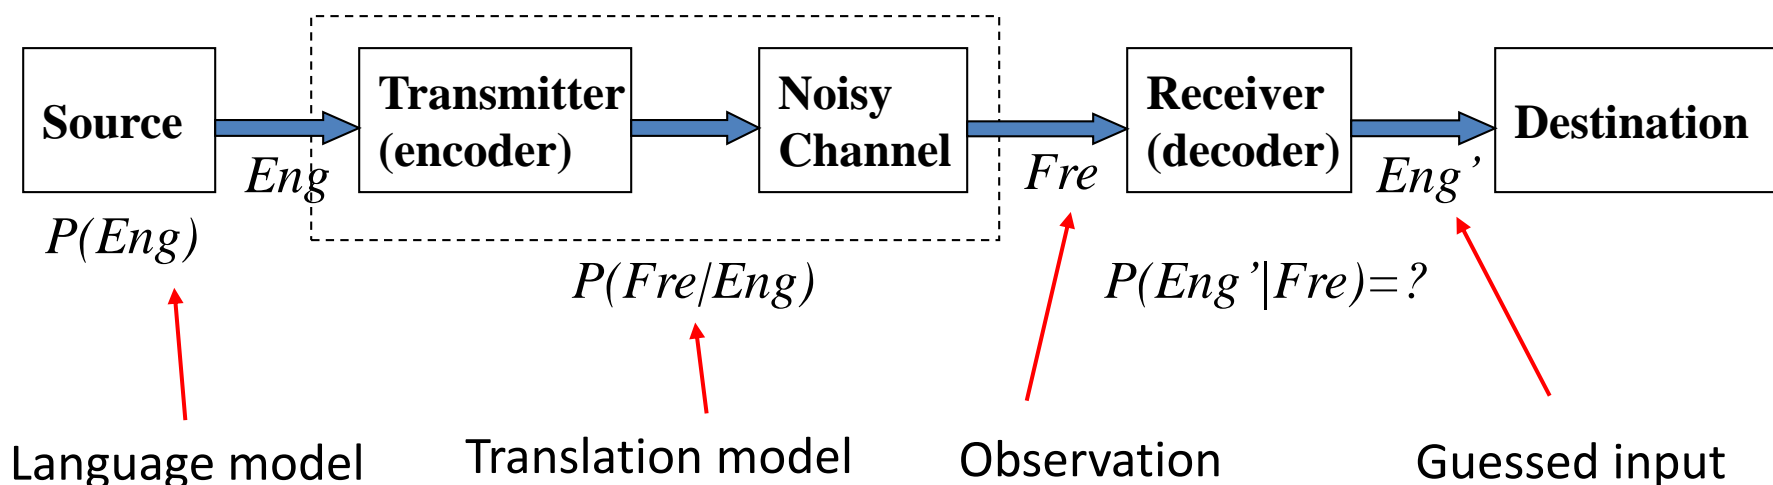 Source
Transmitter
(encoder)
Noisy
Channel
Receiver
(decoder)
Destination
Eng
Fre
Eng’
P(Eng)
P(Fre/Eng)
P(Eng’|Fre)=?
Language model
Translation model
Observation
Guessed input